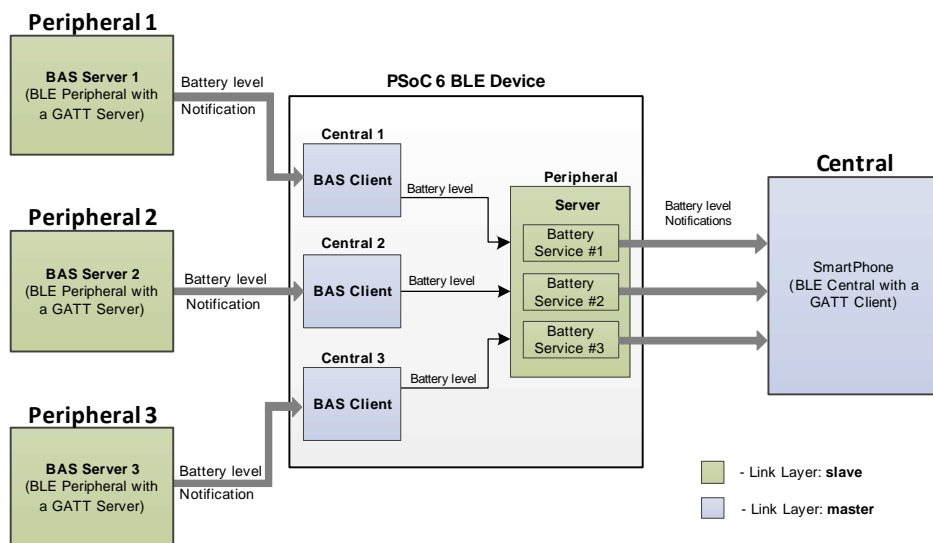 Peripheral 1
BAS Server 1
(BLE Peripheral with
a GATT Server)
Battery level
Notification
Peripheral 2
BAS Server 2
(BLE Peripheral with
a GATT Server)
Battery level
Notification
Peripheral 3
BAS Server 3
(BLE Peripheral with
a GATT Server)
Battery level
Notification
PSoC 6 BLE Device
Central 1
BAS Client
Battery level
Central 2
BAS Client
Battery level
Central 3
BAS Client
Battery level
Peripheral
Server
Battery
Service #1
Battery
Service #2
Battery
Service #3
Battery level
Notifications
Central
SmartPhone
(BLE Central with a
GATT Client)
- Link Layer: slave
- Link Layer: master